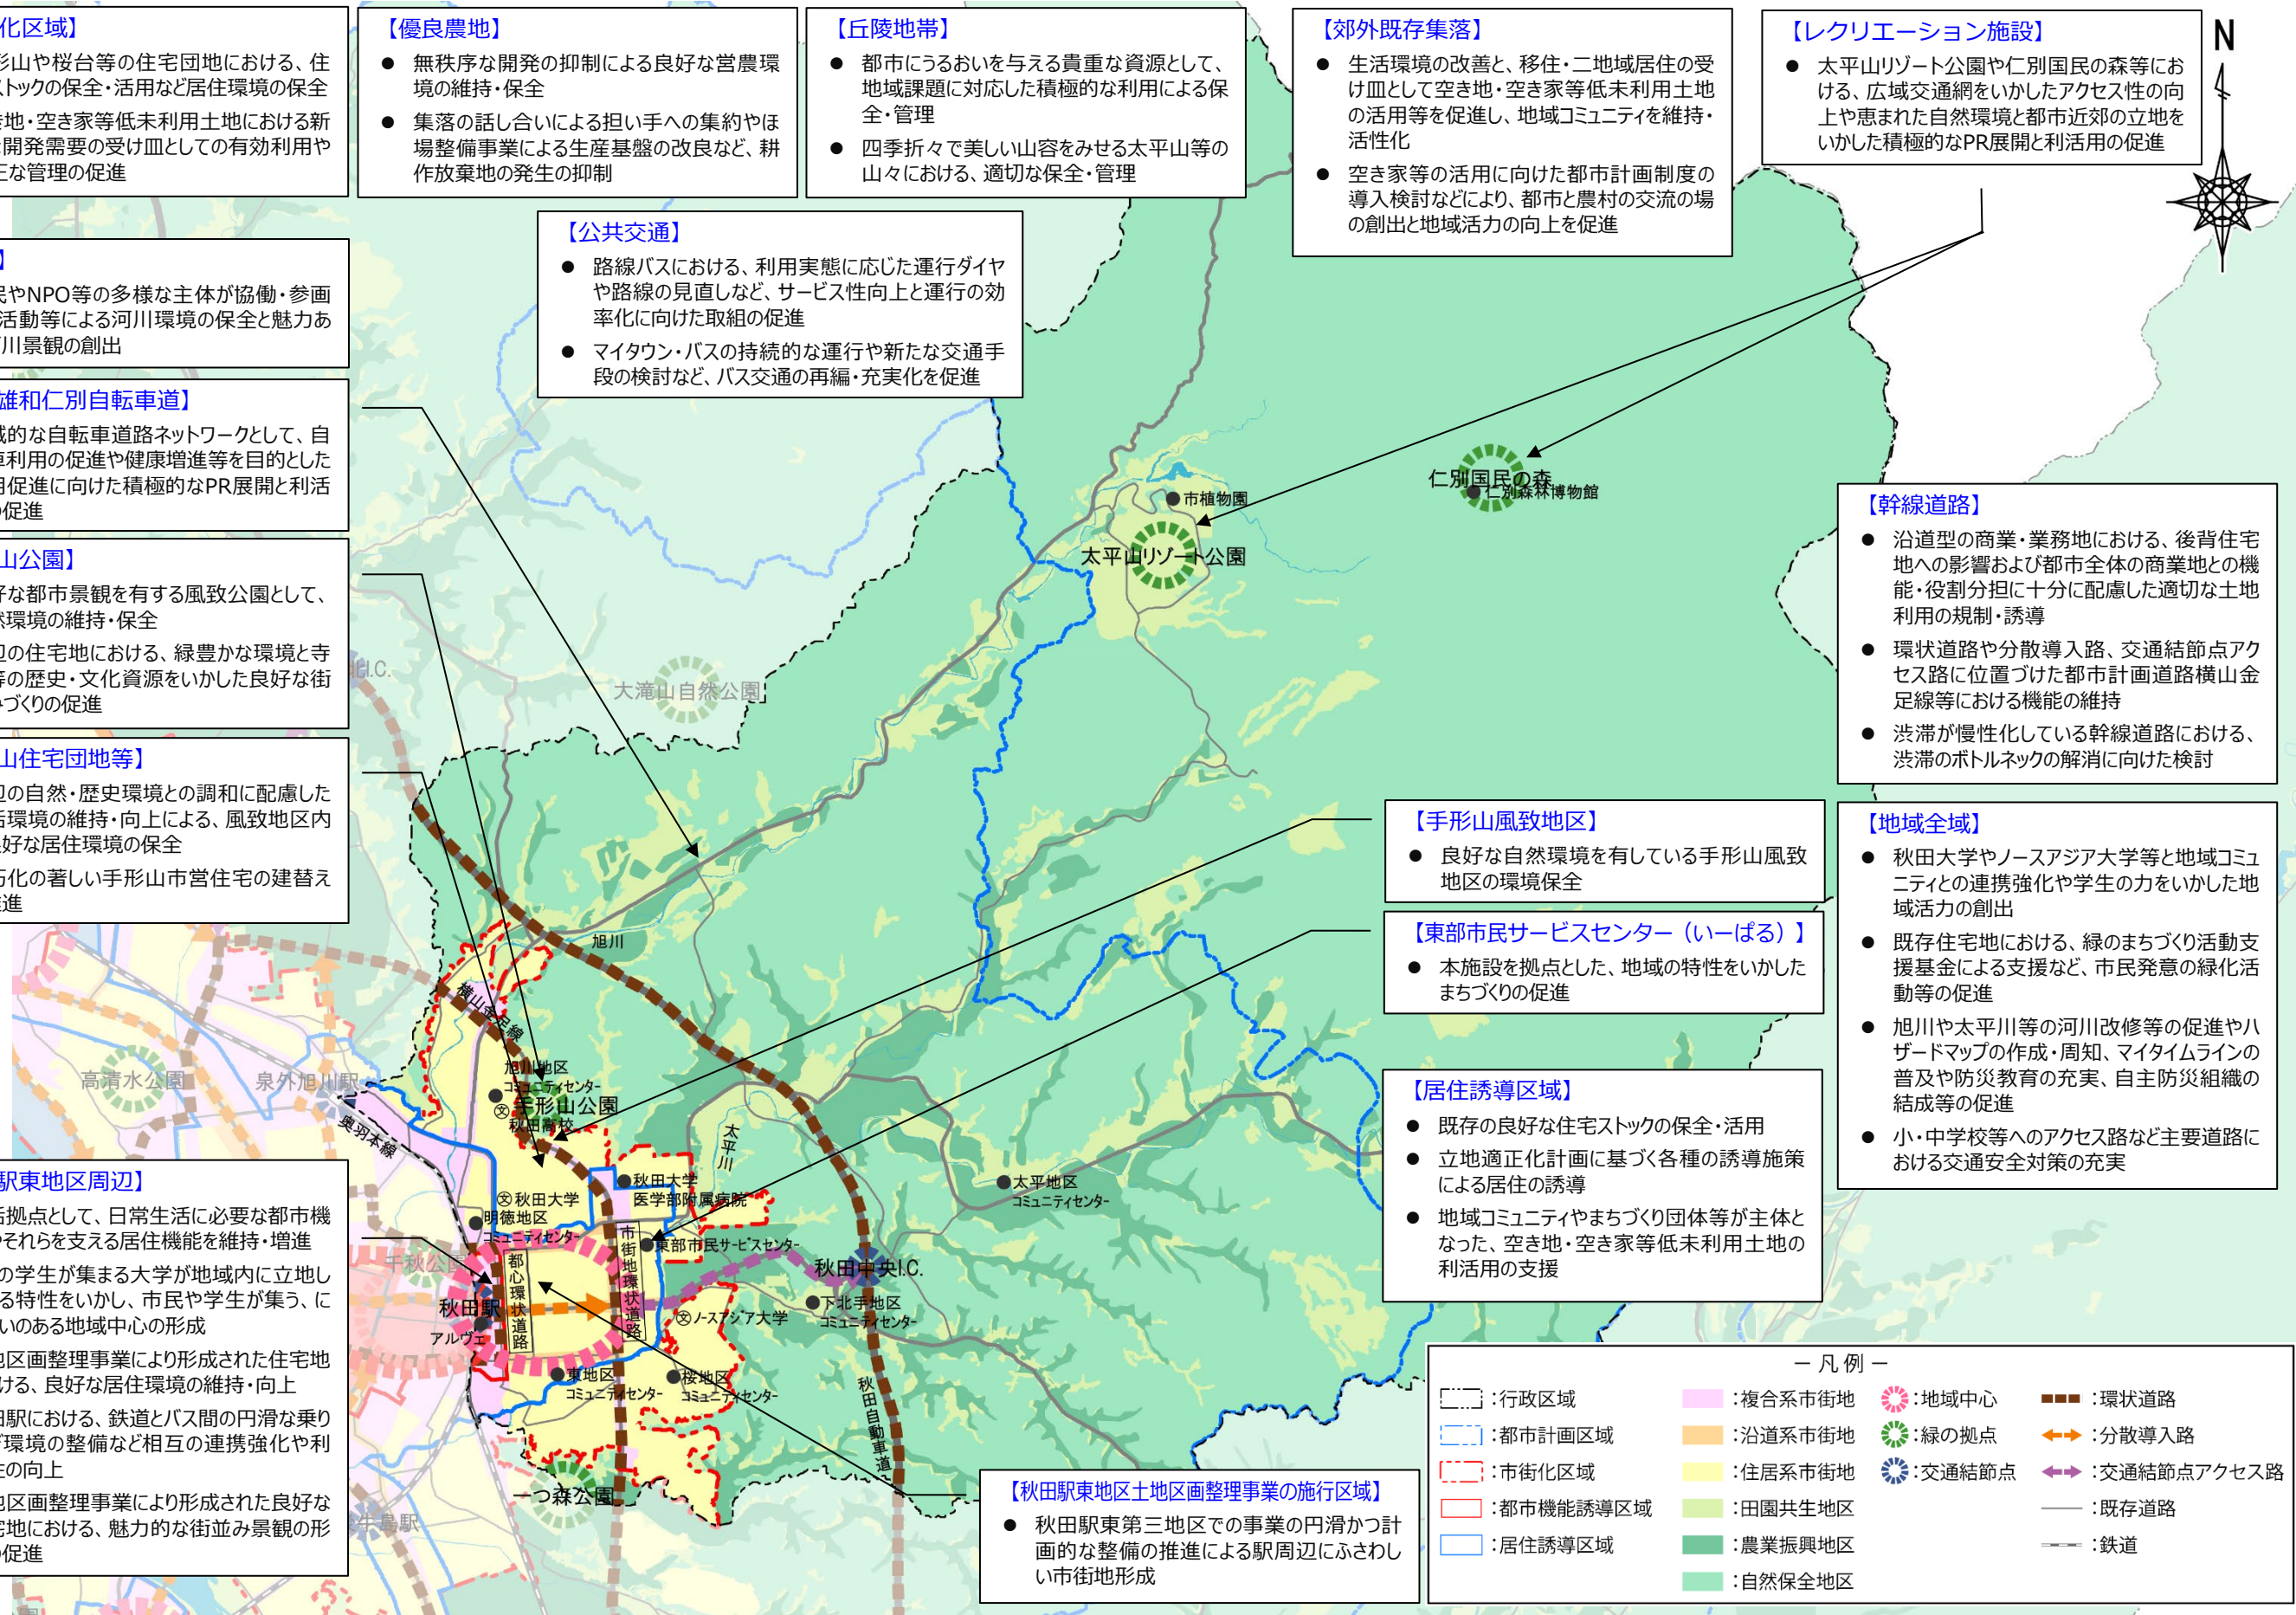 化区域】
形山や桜台等の住宅団地における、住
ストックの保全・活用など居住環境の保全
き地・空き家等低未利用土地における新
開発需要の受け皿としての有効利用や
正な管理の促進
【優良農地】
● 無秩序な開発の抑制による良好な営農環
境の維持・保全
● 集落の話し合いによる担い手への集約やほ
場整備事業による生産基盤の改良など、耕
作放棄地の発生の抑制
【丘陵地帯】
● 都市にうるおいを与える貴重な資源として、
地域課題に対応した積極的な利用による保
全・管理
● 四季折々で美しい山容をみせる太平山等の
山々における、適切な保全・管理
【郊外既存集落】
● 生活環境の改善と、移住・二地域居住の受
け皿として空き地・空き家等低未利用土地
の活用等を促進し、地域コミュニティを維持・
活性化
● 空き家等の活用に向けた都市計画制度の
導入検討などにより、都市と農村の交流の場
の創出と地域活力の向上を促進
【レクリエーション施設】
● 太平山リゾート公園や仁別国民の森等にお
ける、広域交通網をいかしたアクセス性の向
上や恵まれた自然環境と都市近郊の立地を
いかした積極的なPR展開と利活用の促進
N
【公共交通】
● 路線バスにおける、利用実態に応じた運行ダイヤ
や路線の見直しなど、サービス性向上と運行の効
率化に向けた取組の促進
● マイタウン・バスの持続的な運行や新たな交通手
段の検討など、バス交通の再編・充実化を促進
】
民やNPO等の多様な主体が協働・参画
活動等による河川環境の保全と魅力あ
川景観の創出
雄和仁別自転車道】
域的な自転車道路ネットワークとして、自
車利用の促進や健康増進等を目的とした
用促進に向けた積極的なPR展開と利活
の促進
山公園】
好な都市景観を有する風致公園として、
然環境の維持・保全
辺の住宅地における、緑豊かな環境と寺
等の歴史・文化資源をいかした良好な街
づくりの促進
山住宅団地等】
辺の自然・歴史環境との調和に配慮した
活環境の維持・向上による、風致地区内
良好な居住環境の保全
朽化の著しい手形山市営住宅の建替え
進
駅東地区周辺】
活拠点として、日常生活に必要な都市機
やそれらを支える居住機能を維持・増進
の学生が集まる大学が地域内に立地し
る特性をいかし、市民や学生が集う、に
いのある地域中心の形成
地区画整理事業により形成された住宅地
ける、良好な居住環境の維持・向上
田駅における、鉄道とバス間の円滑な乗り
環境の整備など相互の連携強化や利
性の向上
地区画整理事業により形成された良好な
宅地における、魅力的な街並み景観の形
の促進
【幹線道路】
● 沿道型の商業・業務地における、後背住宅
地への影響および都市全体の商業地との機
能・役割分担に十分に配慮した適切な土地
利用の規制・誘導
● 環状道路や分散導入路、交通結節点アク
セス路に位置づけた都市計画道路横山金
足線等における機能の維持
● 渋滞が慢性化している幹線道路における、
渋滞のボトルネックの解消に向けた検討
【地域全域】
● 秋田大学やノースアジア大学等と地域コミュ
ニティとの連携強化や学生の力をいかした地
域活力の創出
● 既存住宅地における、緑のまちづくり活動支
援基金による支援など、市民発意の緑化活
動等の促進
● 旭川や太平川等の河川改修等の促進やハ
ザードマップの作成・周知、マイタイムラインの
普及や防災教育の充実、自主防災組織の
結成等の促進
● 小・中学校等へのアクセス路など主要道路に
おける交通安全対策の充実
【手形山風致地区】
● 良好な自然環境を有している手形山風致
地区の環境保全
【東部市民サービスセンター（いーぱる）】
● 本施設を拠点とした、地域の特性をいかした
まちづくりの促進
【居住誘導区域】
● 既存の良好な住宅ストックの保全・活用
● 立地適正化計画に基づく各種の誘導施策
による居住の誘導
● 地域コミュニティやまちづくり団体等が主体と
なった、空き地・空き家等低未利用土地の
利活用の支援
【秋田駅東地区土地区画整理事業の施行区域】
● 秋田駅東第三地区での事業の円滑かつ計
画的な整備の推進による駅周辺にふさわし
い市街地形成
仁別国民の森
仁別森林博物館
市植物園
太平山リゾート公園
大滝山自然公園
北I.C.
旭川
横山金足線
旭川地区
コミュニティセンター
文
手形山公園
秋田高校
高清水公園
泉外旭川駅
奥羽本線
太平川
秋田大学
医学部附属病院
太平地区
コミュニティセンター
文秋田大学
明徳地区
コミュニティセンター
東部市民サービスセンター
市街地環状道路
都心環状道路
千秋公園
秋田駅
アルヴェ
秋田中央I.C.
下北手地区
コミュニティセンター
文ノースアジア大学
東地区
コミュニティセンター
桜地区
コミュニティセンター
秋田自動車道
一つ森公園
牛島駅
－ 凡 例 －
：行政区域
：都市計画区域
：市街化区域
：都市機能誘導区域
：居住誘導区域
：複合系市街地
：沿道系市街地
：住居系市街地
：田園共生地区
：農業振興地区
：自然保全地区
：地域中心
：緑の拠点
：交通結節点
：環状道路
：分散導入路
：交通結節点アクセス路
：既存道路
：鉄道